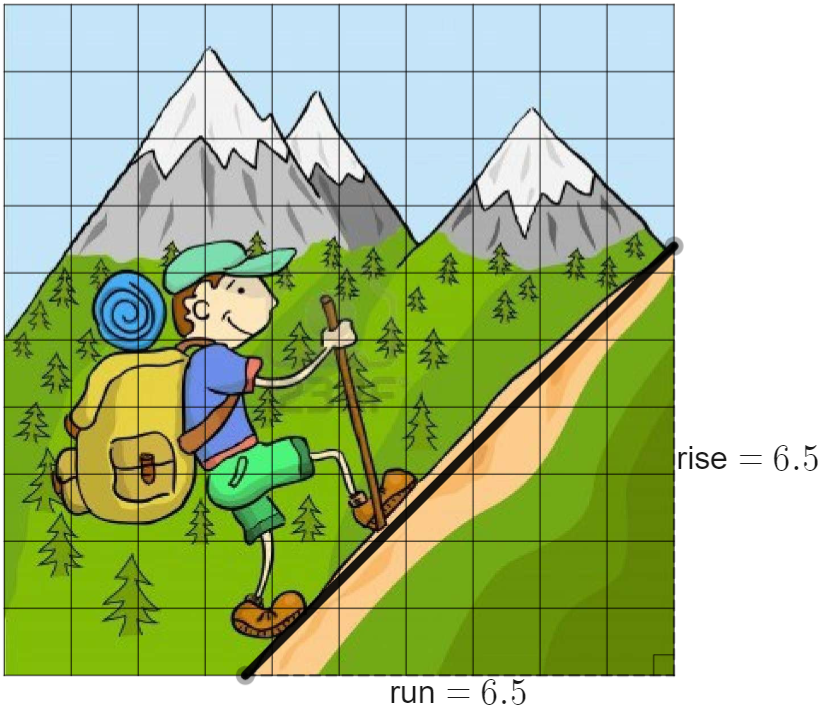 rise = 6.5
run = 6.5